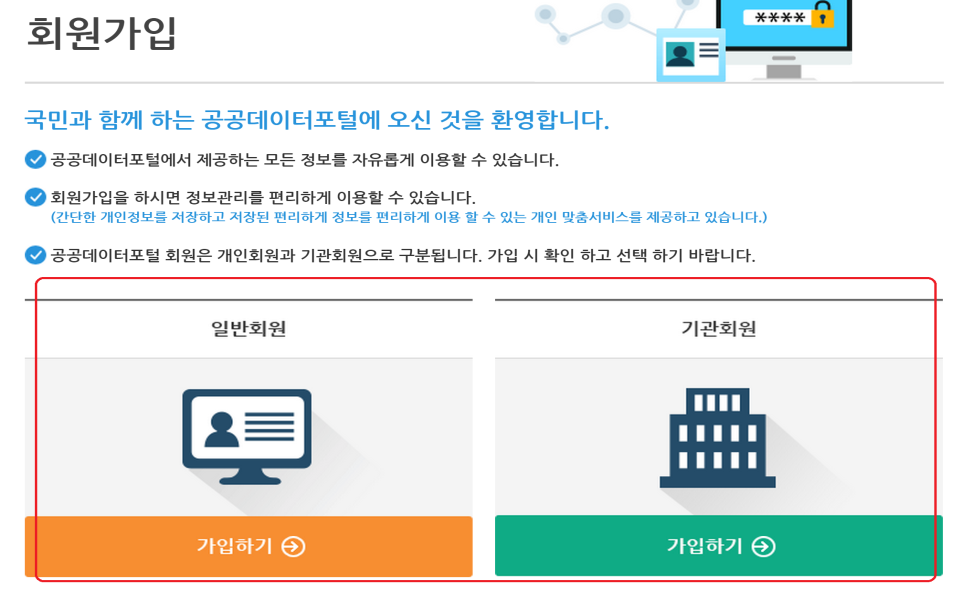 회원가입
****
국민과 함께 하는 공공데이터포털에 오신 것을 환영합니다.
공공데이터포털에서 제공하는 모든 정보를 자유롭게 이용할 수 있습니다.
회원가입을 하시면 정보관리를 편리하게 이용할 수 있습니다.
(간단한 개인정보를 저장하고 저장된 편리하게 정보를 편리하게 이용 할 수 있는 개인 맞춤서비스를 제공하고 있습니다.)
공공데이터포털 회원은 개인회원과 기관회원으로 구분됩니다. 가입 시 확인 하고 선택 하기 바랍니다.
일반회원
기관회원
가입하기
가입하기